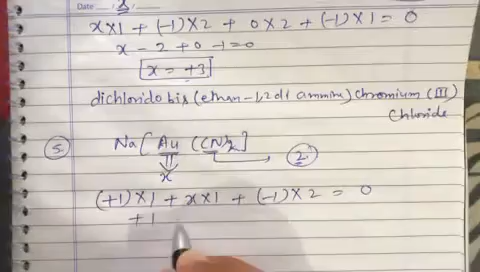 Date
x×1 + (-1)×2 + 0×2 + (-1)×1 = 0
x - 2 + 0 - 1 = 0
x = +3
dichlorido bis (ethan-1,2 di ammine) chromium (III)
Chloride
5. Na[Au(CN)2] 2.
x
(+1)×1 + x×1 + (-1)×2 = 0
+1